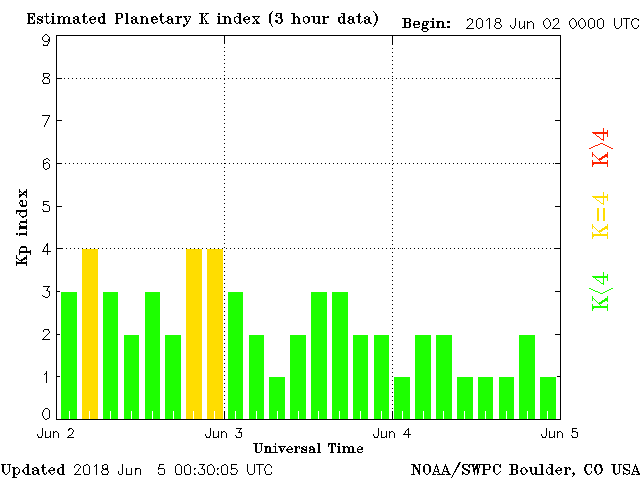 Estimated Planetary K index (3 hour data)
Begin: 2018 Jun 02 0000 UTC
9
8
7
6
5
4
3
2
1
0
Kp index
K>4
K=4
K<4
Jun 2 Jun 3 Jun 4 Jun 5
Universal Time
Updated 2018 Jun 5 00:30:05 UTC
NOAA/SWPC Boulder, CO USA